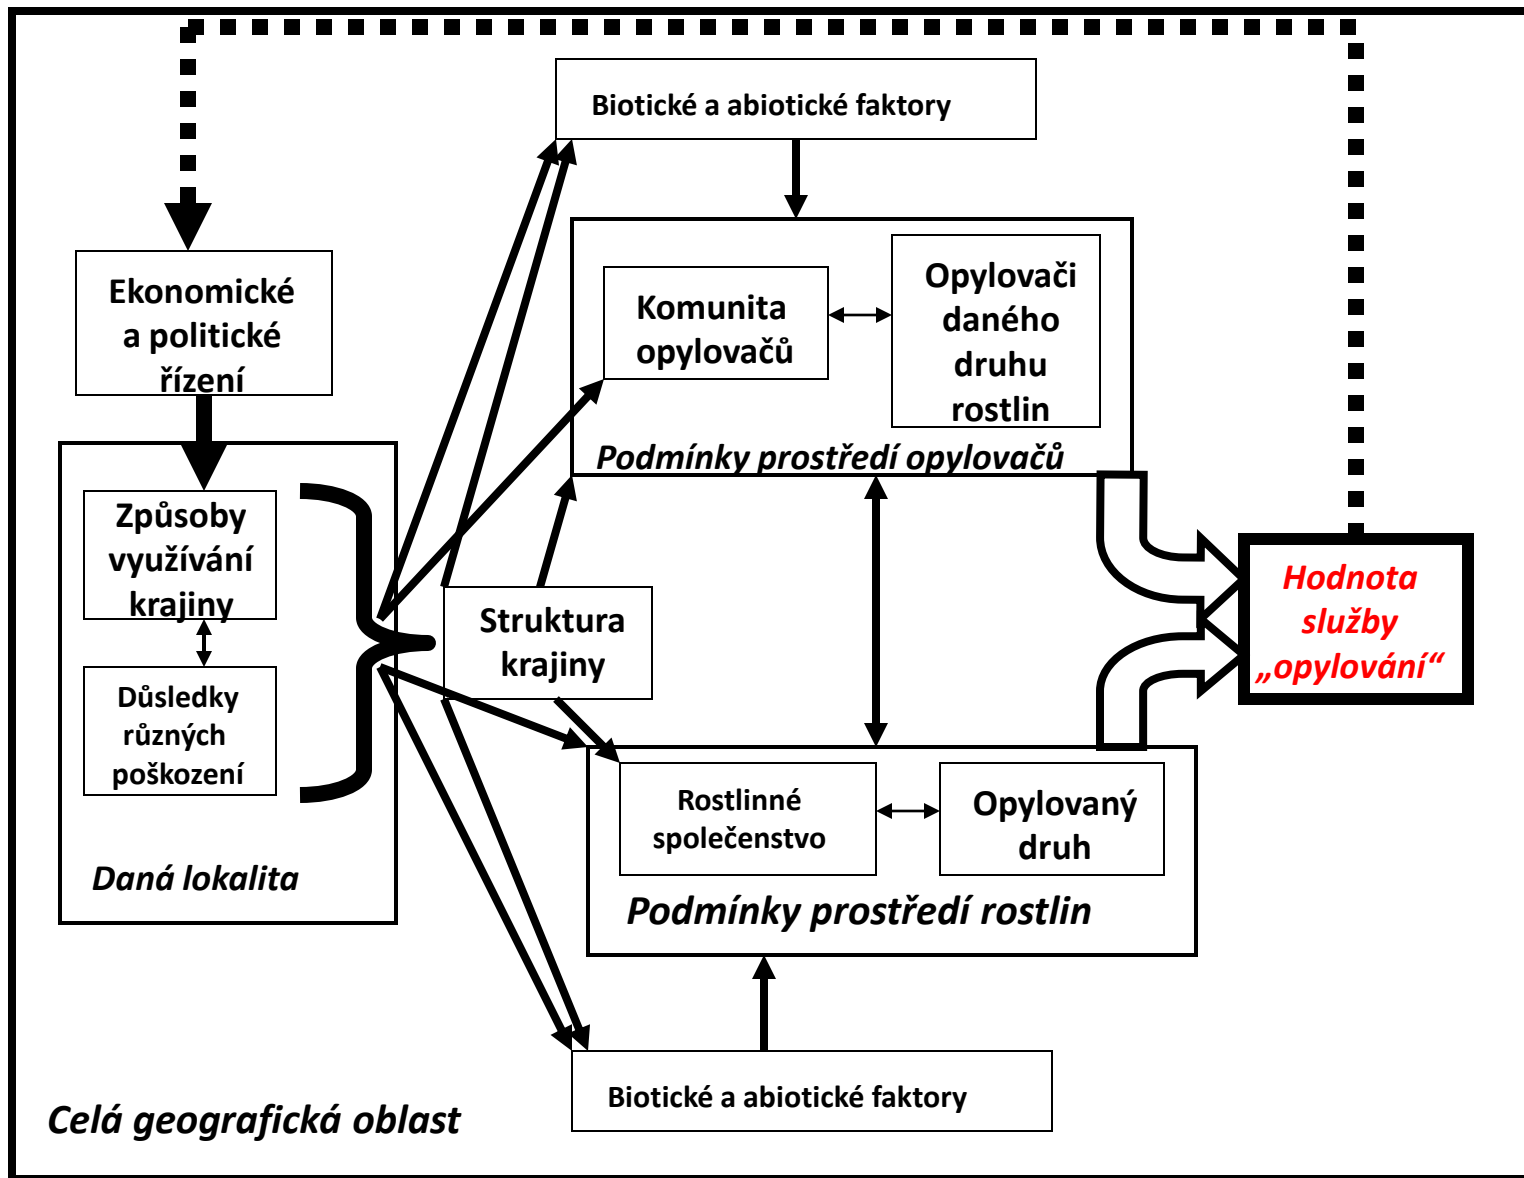 Biotické a abiotické faktory
Ekonomické
a politické
řízení
Komunita
opylovačů
Opylovači
daného
druhu
rostlin
Podmínky prostředí opylovačů
Způsoby
využívání
krajiny
Důsledky
různých
poškození
Daná lokalita
Struktura
krajiny
Hodnota
služby
„opylování“
Rostlinné
společenstvo
Opylovaný
druh
Podmínky prostředí rostlin
Biotické a abiotické faktory
Celá geografická oblast